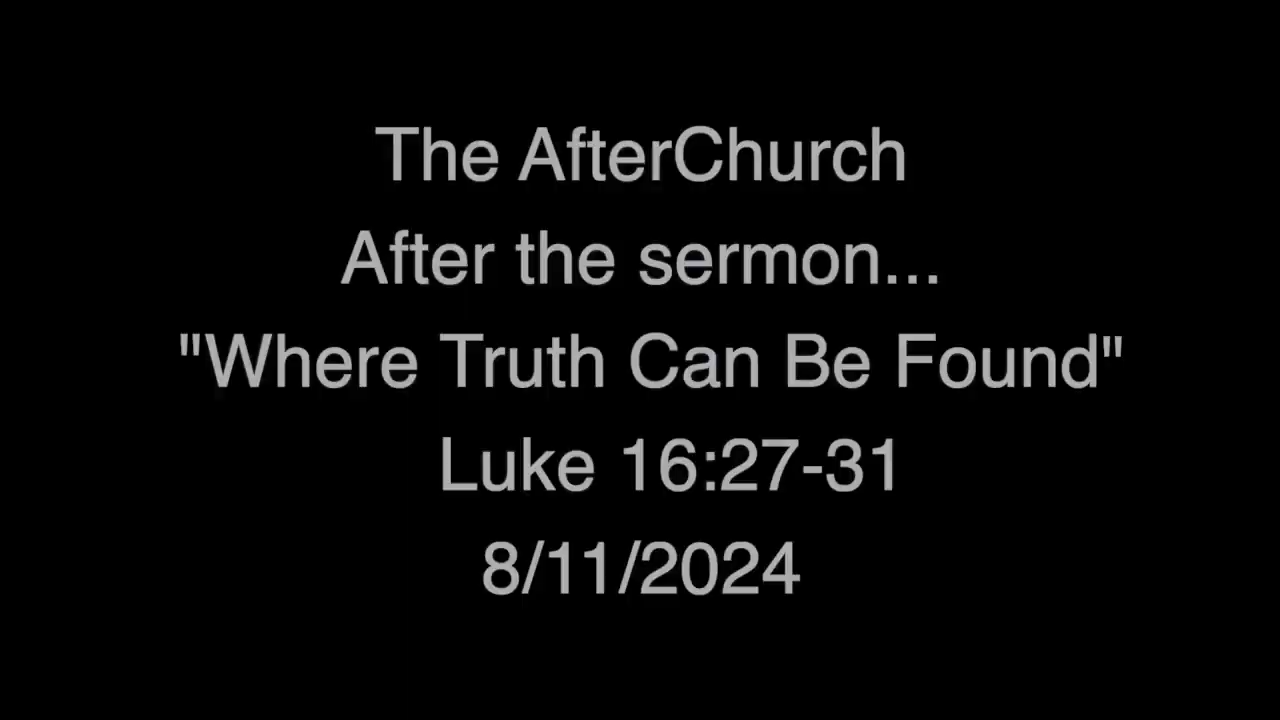 The AfterChurch
After the sermon...
"Where Truth Can Be Found"
Luke 16:27-31
8/11/2024